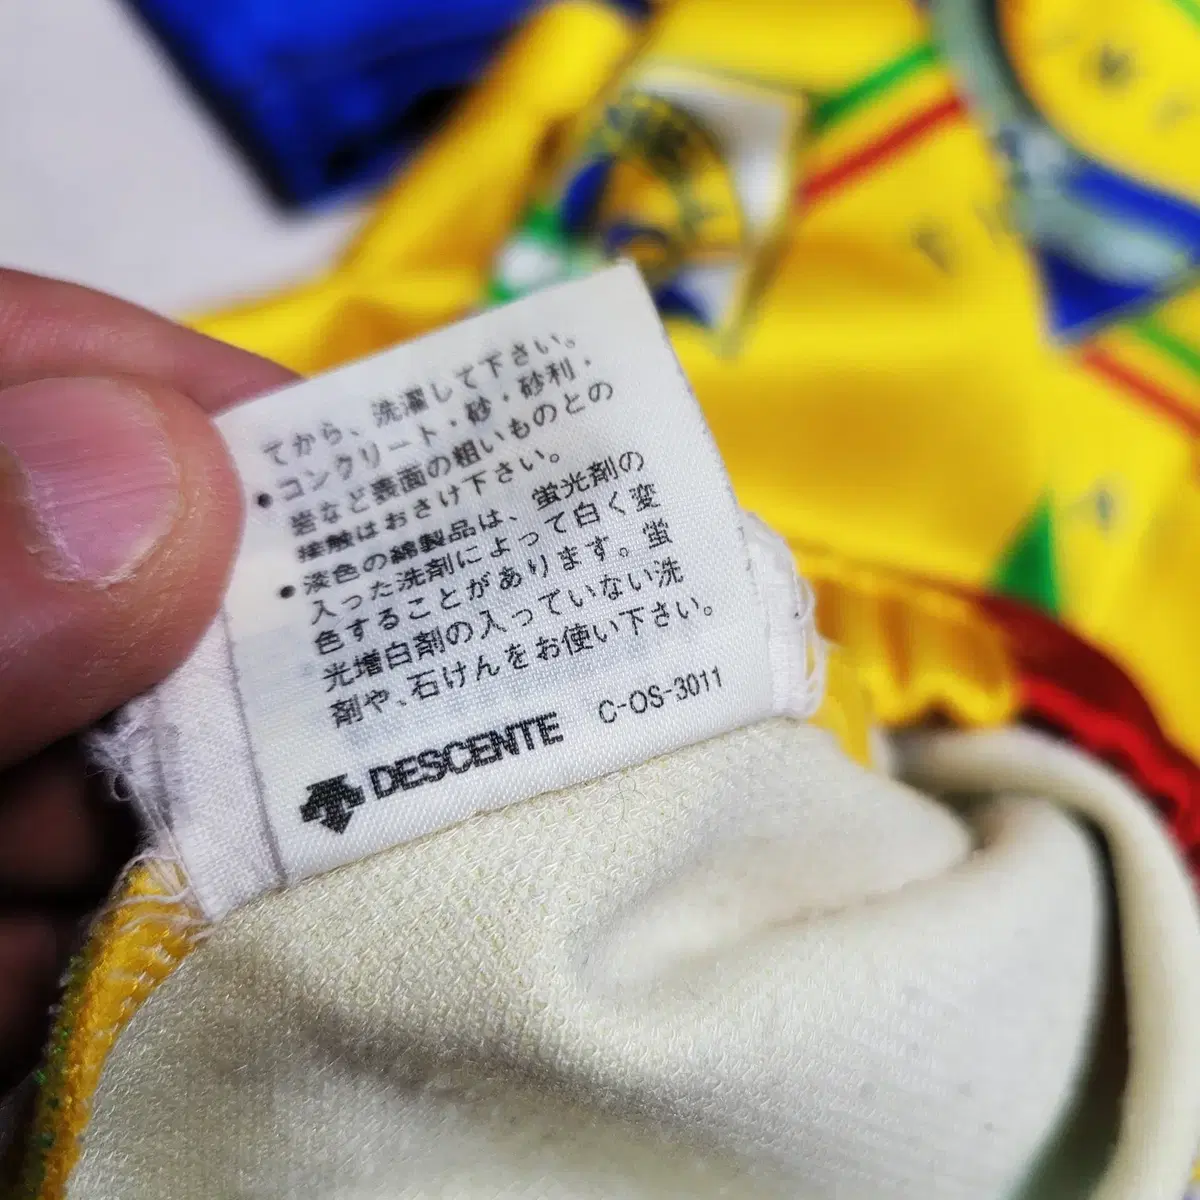 てから、洗濯して下さい。
●コンクリート・砂・砂利・
岩など表面の粗いものとの
接触はおさけ下さい。
●淡色の綿製品は、蛍光剤の
入った洗剤によって白く変
色することがあります。蛍
光増白剤の入っていない洗
剤や、石けんをお使い下さい。
DESCENTE C-OS-3011